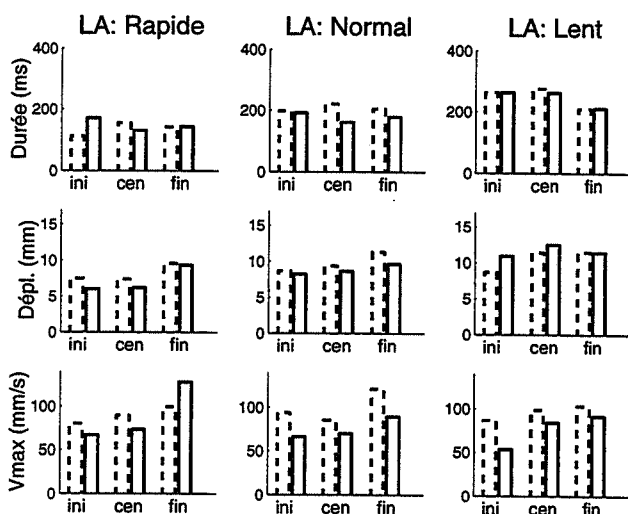 LA: Rapide LA: Normal LA: Lent
Durée (ms)
400 400 400
200 200 200
0 0 0
ini cen fin ini cen fin ini cen fin
Dépl. (mm)
15 15 15
10 10 10
5 5 5
0 0 0
ini cen fin ini cen fin ini cen fin
Vmax (mm/s)
100 100 100
50 50 50
0 0 0
ini cen fin ini cen fin ini cen fin